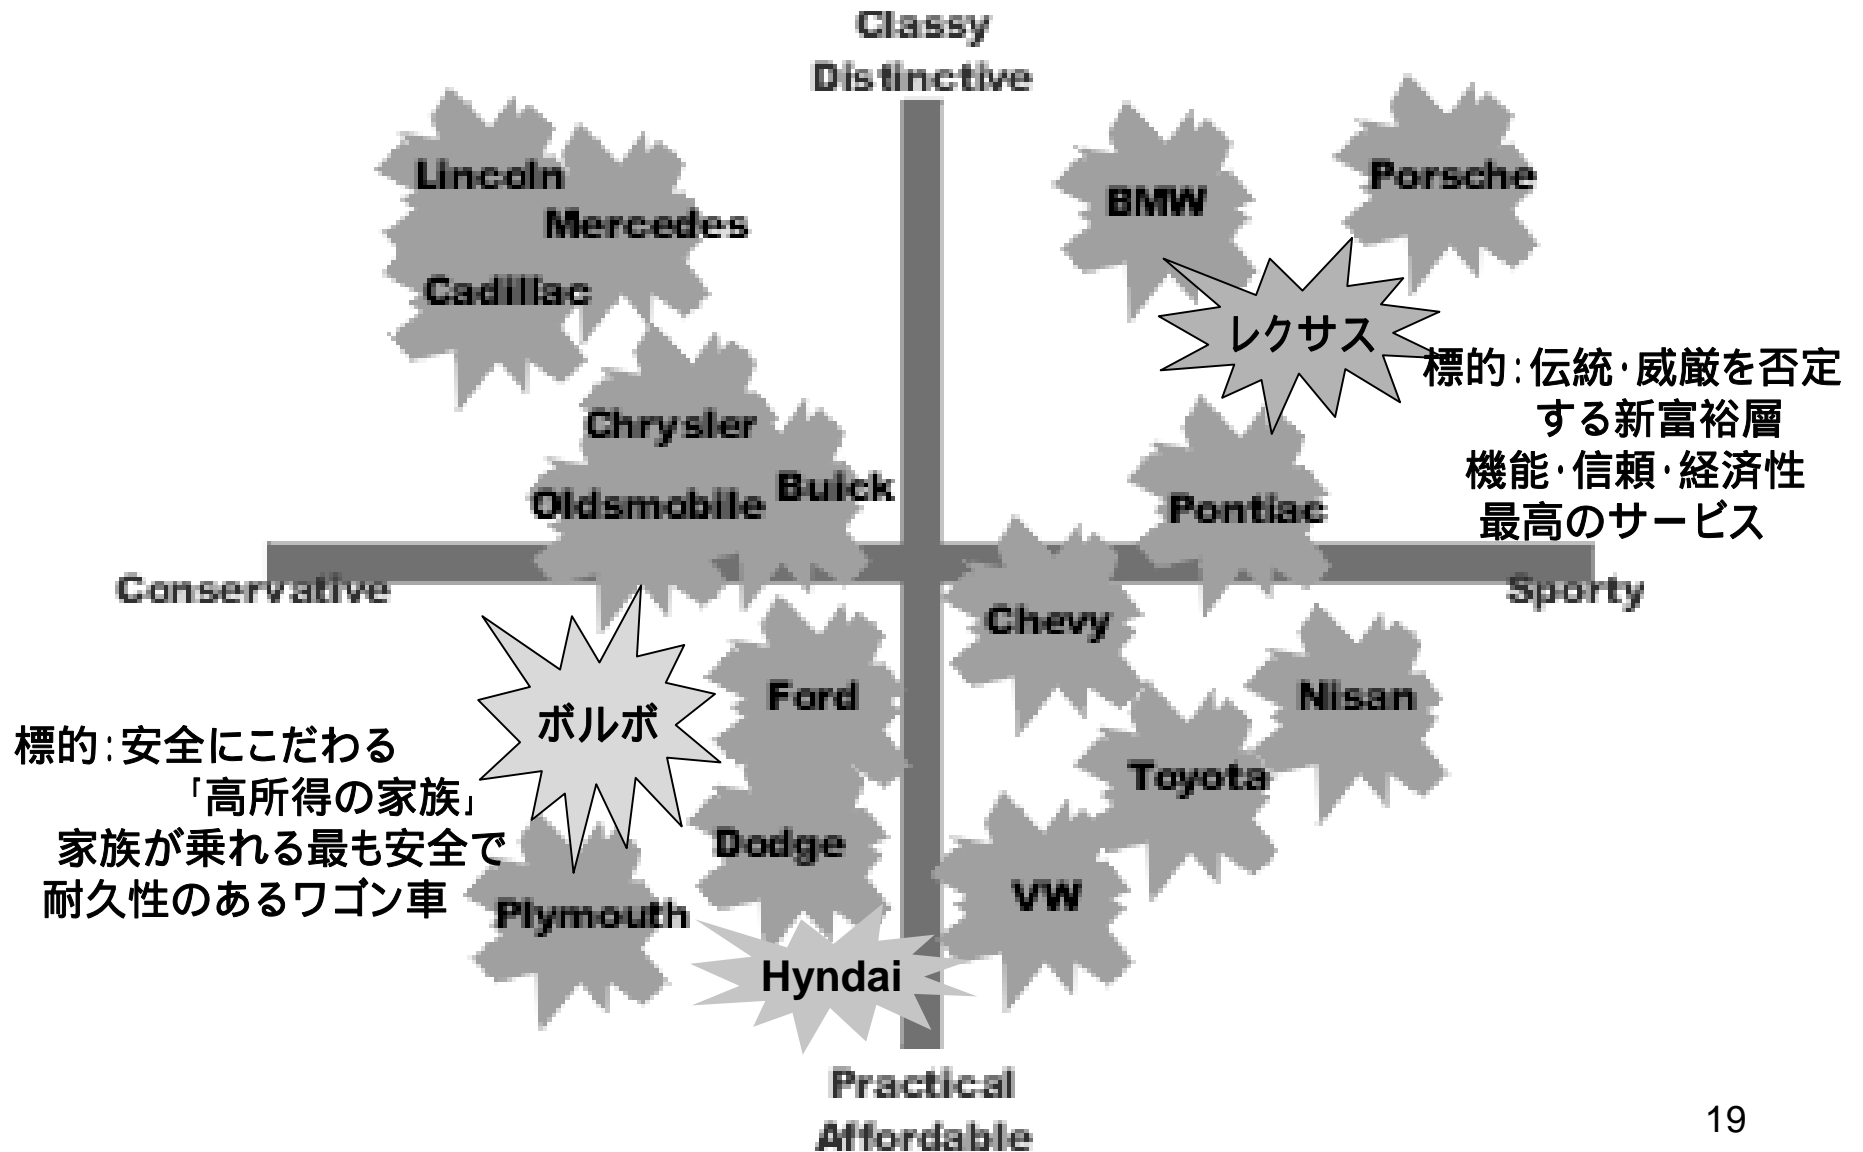 Classy
Distinctive
Lincoln
Mercedes
Cadillac
BMW
Porsche
レクサス
標的：伝統・威厳を否定
する新富裕層
機能・信頼・経済性
最高のサービス
Chrysler
Oldsmobile
Buick
Pontiac
Conservative
Sporty
Chevy
Ford
Nisan
ボルボ
標的：安全にこだわる
「高所得の家族」
家族が乗れる最も安全で
耐久性のあるワゴン車
Toyota
Dodge
VW
Plymouth
Hyndai
Practical
Affordable
19